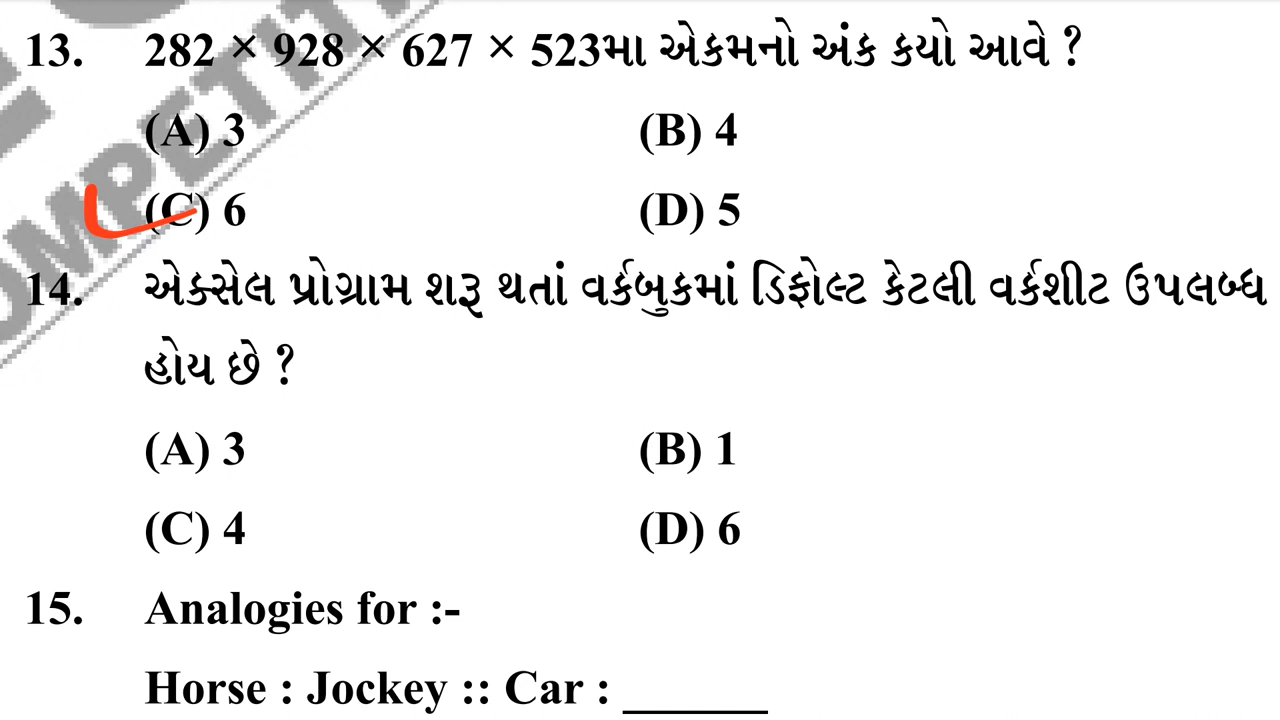 13. 282 × 928 × 627 × 523મા એકમનો અંક કયો આવે ?
(A) 3 (B) 4
(C) 6 (D) 5
14. એક્સેલ પ્રોગ્રામ શરૂ થતાં વર્કબુકમાં ડિફોલ્ટ કેટલી વર્કશીટ ઉપલબ્ધ
હોય છે ?
(A) 3 (B) 1
(C) 4 (D) 6
15. Analogies for :-
Horse : Jockey :: Car : ______